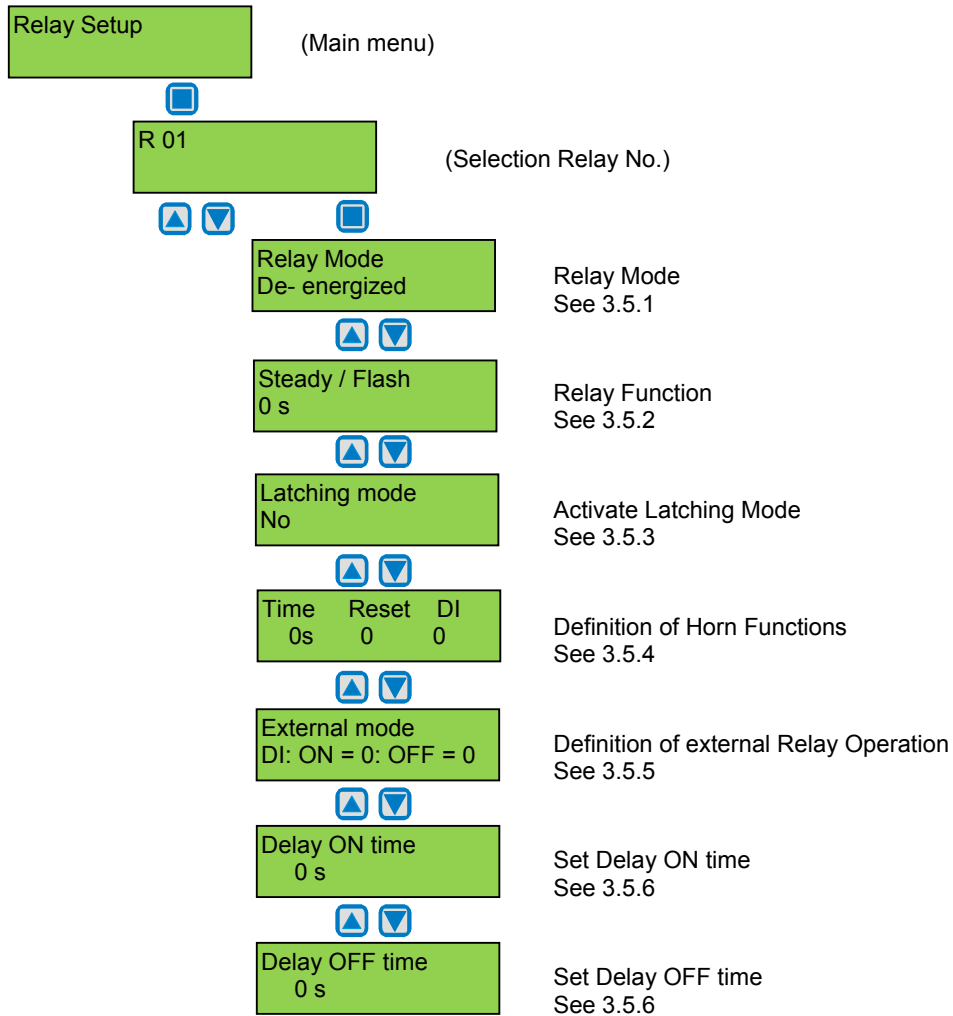 Relay Setup
(Main menu)
R 01
(Selection Relay No.)
Relay Mode
De- energized
Relay Mode
See 3.5.1
Steady / Flash
0 s
Relay Function
See 3.5.2
Latching mode
No
Activate Latching Mode
See 3.5.3
Time Reset DI
0s 0 0
Definition of Horn Functions
See 3.5.4
External mode
DI: ON = 0: OFF = 0
Definition of external Relay Operation
See 3.5.5
Delay ON time
0 s
Set Delay ON time
See 3.5.6
Delay OFF time
0 s
Set Delay OFF time
See 3.5.6